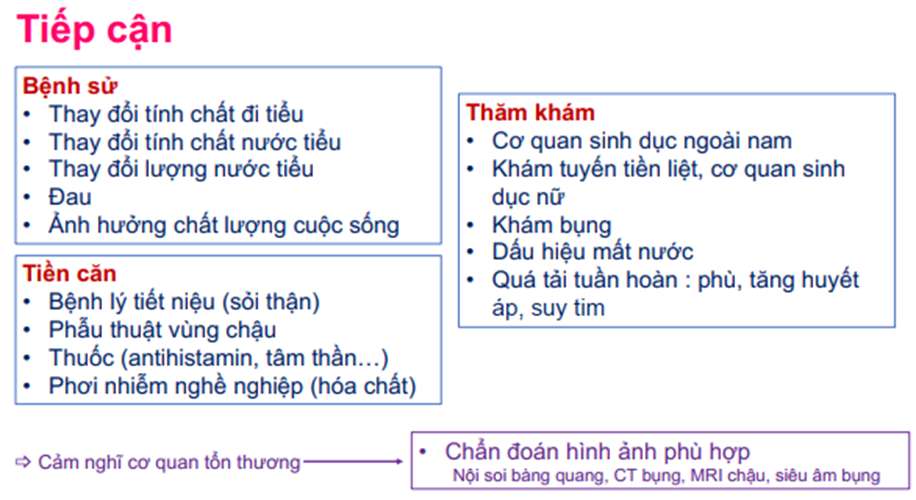 Tiếp cận
Bệnh sử
• Thay đổi tính chất đi tiểu
• Thay đổi tính chất nước tiểu
• Thay đổi lượng nước tiểu
• Đau
• Ảnh hưởng chất lượng cuộc sống
Tiền căn
• Bệnh lý tiết niệu (sỏi thận)
• Phẫu thuật vùng chậu
• Thuốc (antihistamin, tâm thần…)
• Phơi nhiễm nghề nghiệp (hóa chất)
Thăm khám
• Cơ quan sinh dục ngoài nam
• Khám tuyến tiền liệt, cơ quan sinh
dục nữ
• Khám bụng
• Dấu hiệu mất nước
• Quá tải tuần hoàn : phù, tăng huyết
áp, suy tim
⇨ Cảm nghĩ cơ quan tổn thương
• Chẩn đoán hình ảnh phù hợp
Nội soi bàng quang, CT bụng, MRI chậu, siêu âm bụng